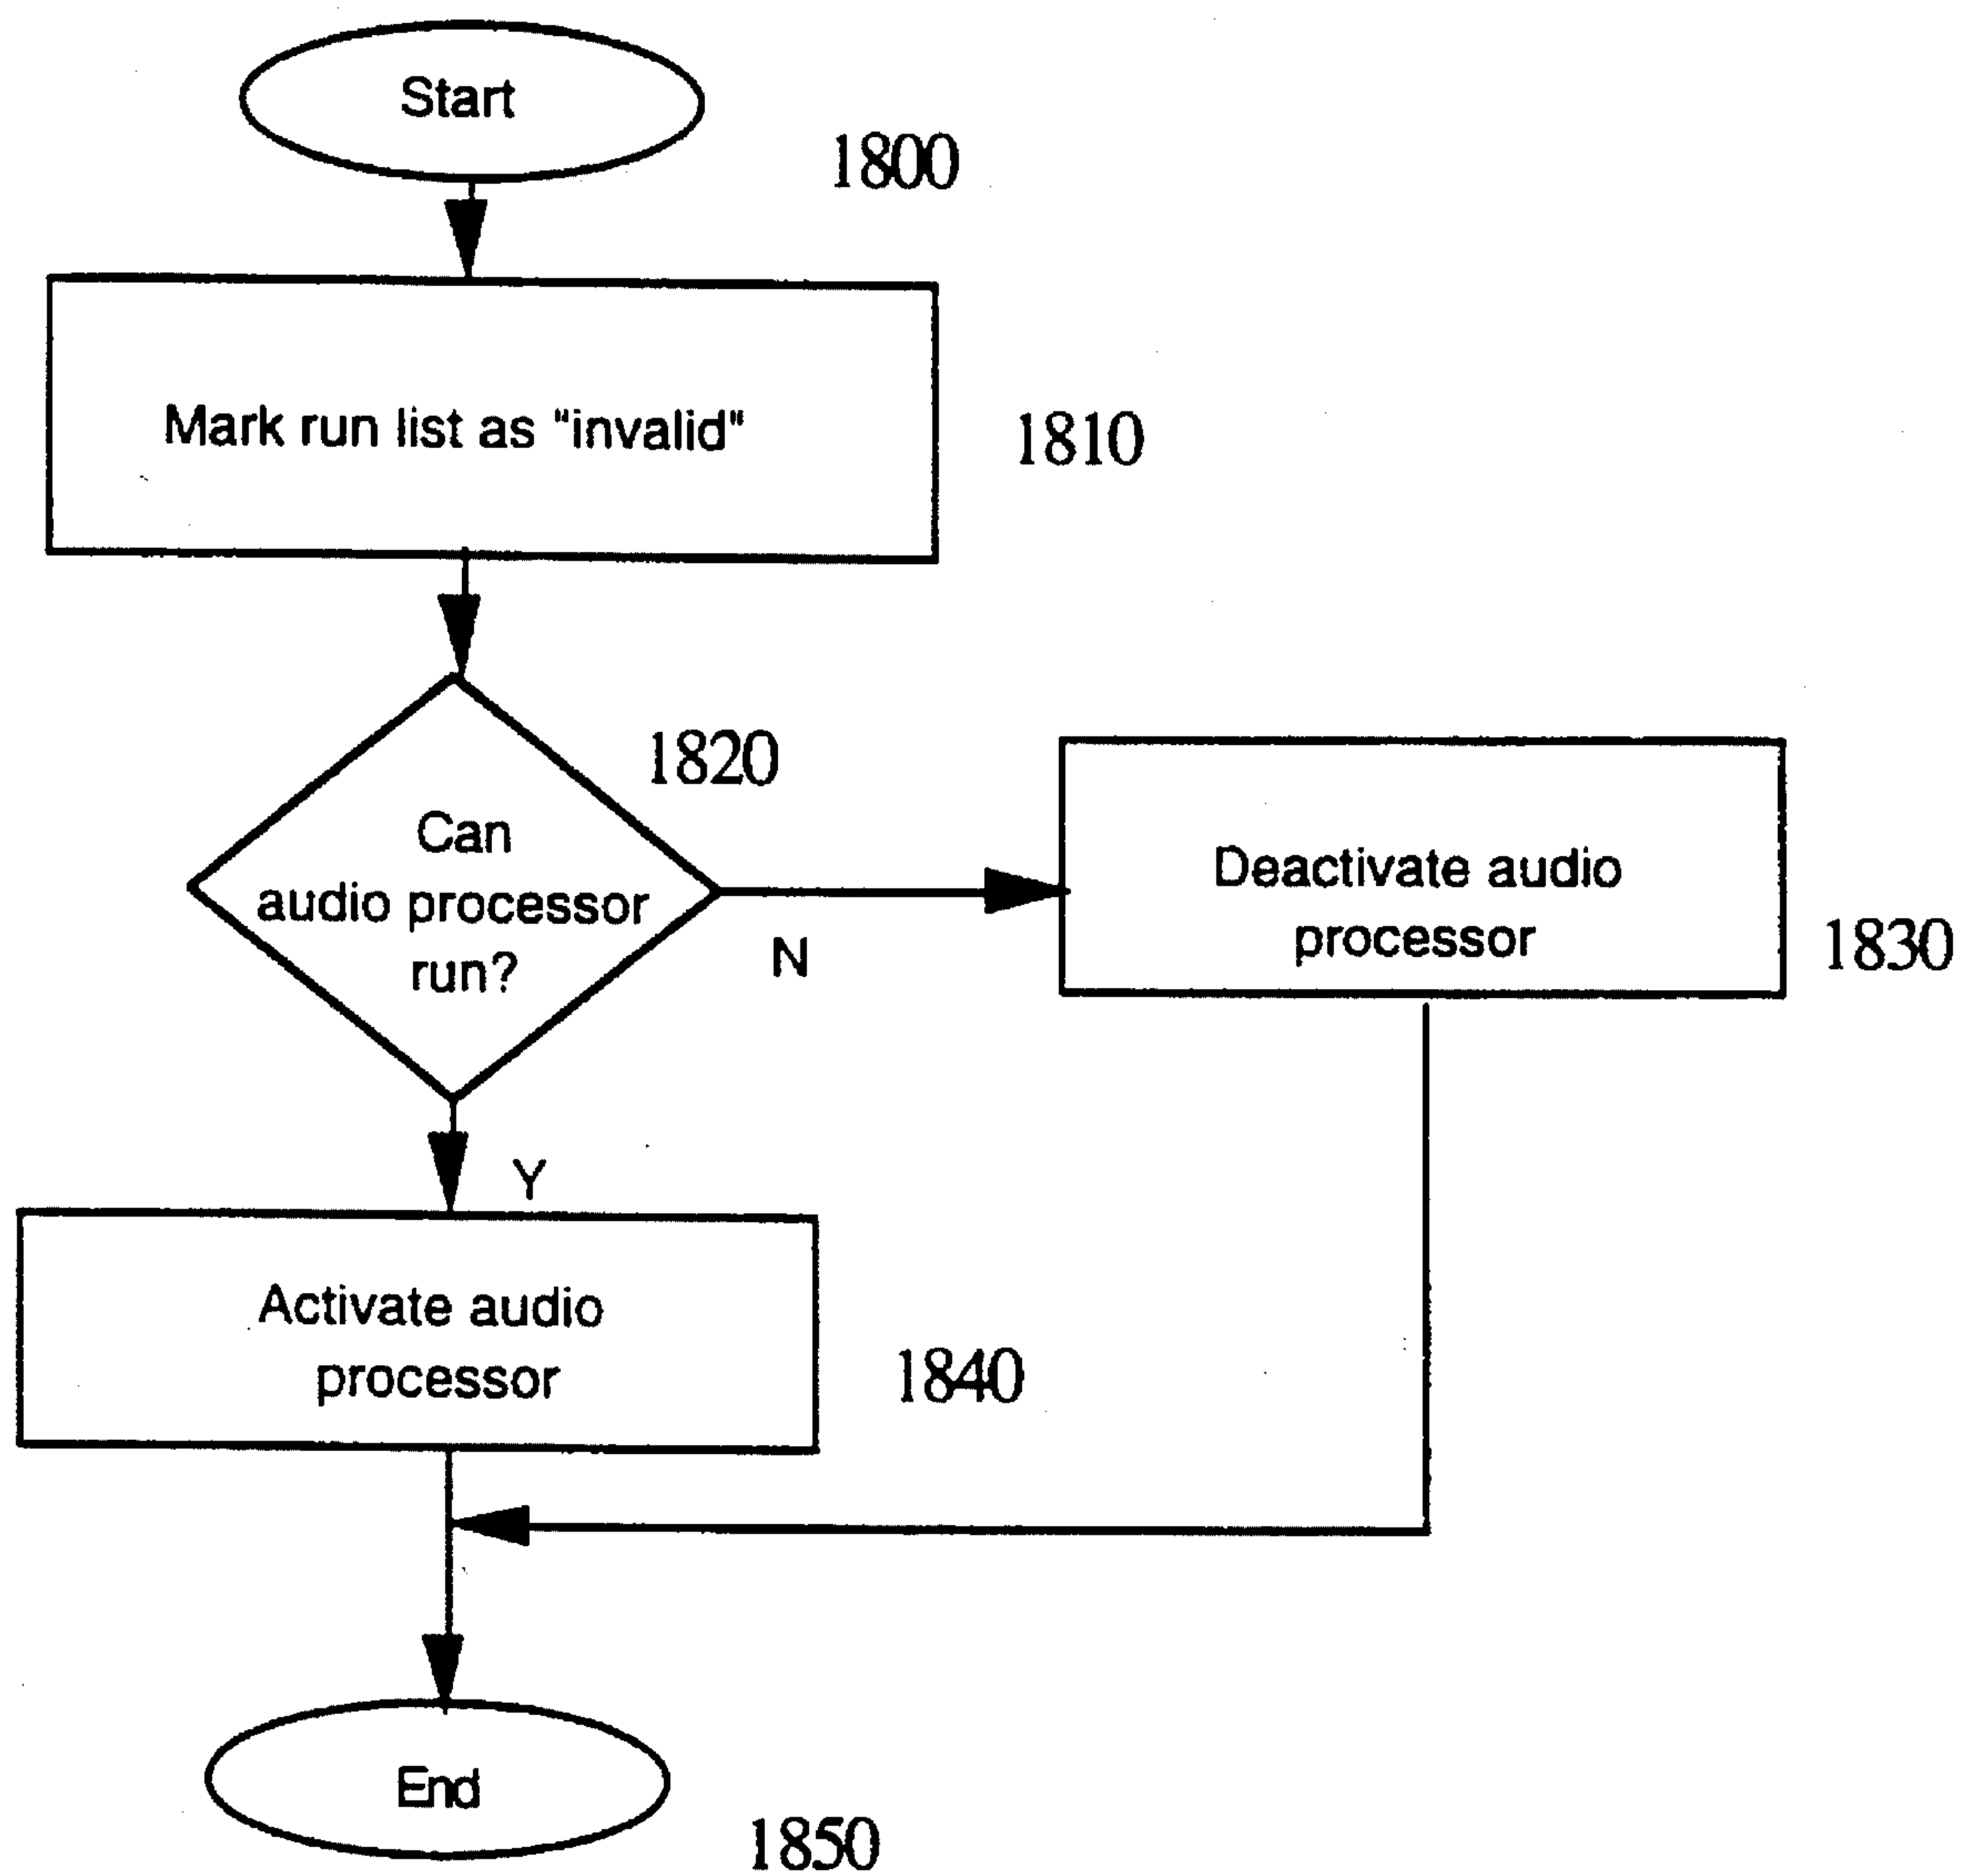 Start
1800
Mark run list as "invalid"
1810
1820
Can
audio processor
run?
N
Deactivate audio
processor
1830
Y
Activate audio
processor
1840
End
1850